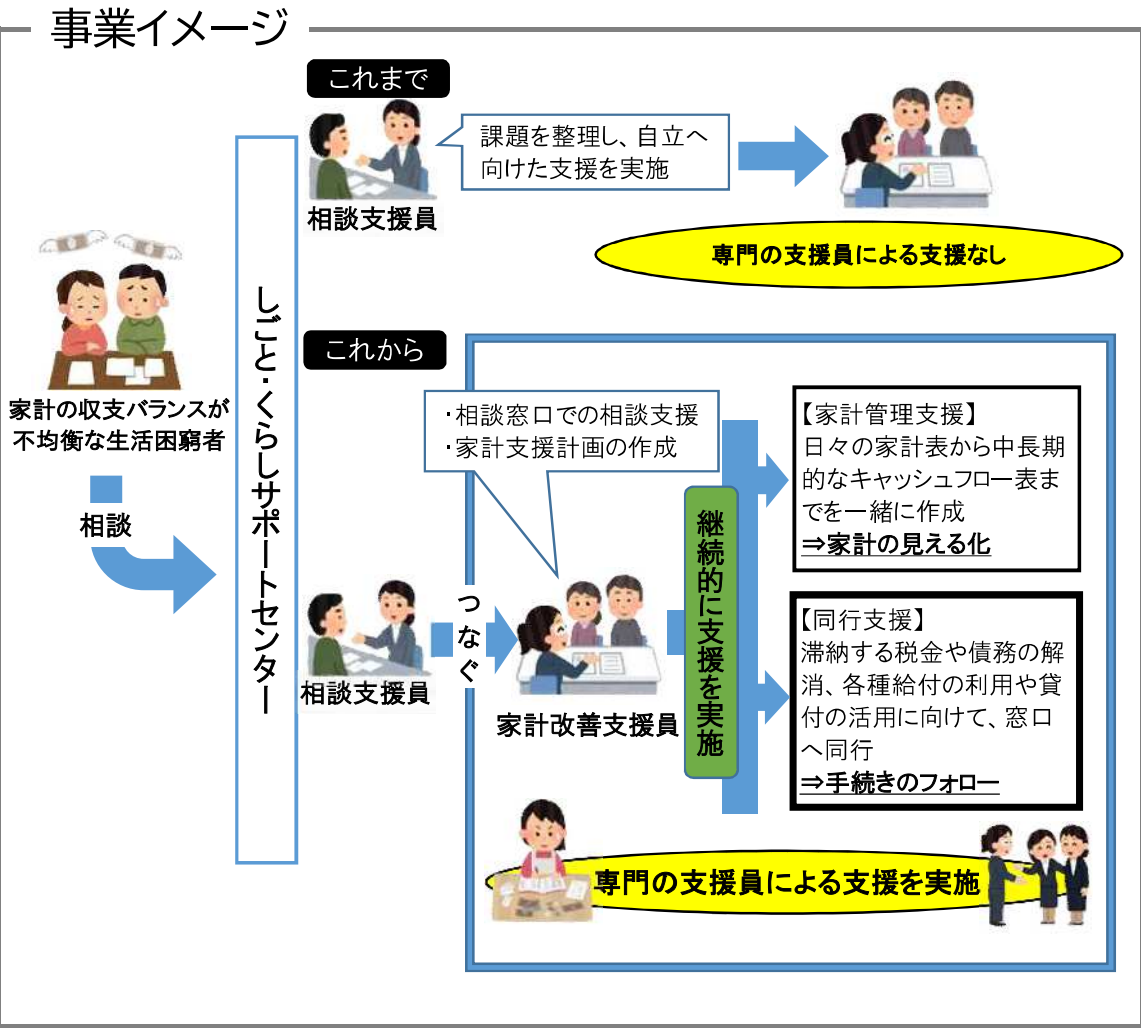 事業イメージ
これまで
課題を整理し、自立へ
向けた支援を実施
相談支援員
専門の支援員による支援なし
家計の収支バランスが
不均衡な生活困窮者
相談
しごと・くらしサポートセンター
これから
・相談窓口での相談支援
・家計支援計画の作成
相談支援員
つなぐ
家計改善支援員
継続的に支援を実施
【家計管理支援】
日々の家計表から中長期
的なキャッシュフロー表ま
でを一緒に作成
⇒家計の見える化
【同行支援】
滞納する税金や債務の解
消、各種給付の利用や貸
付の活用に向けて、窓口
へ同行
⇒手続きのフォロー
専門の支援員による支援を実施